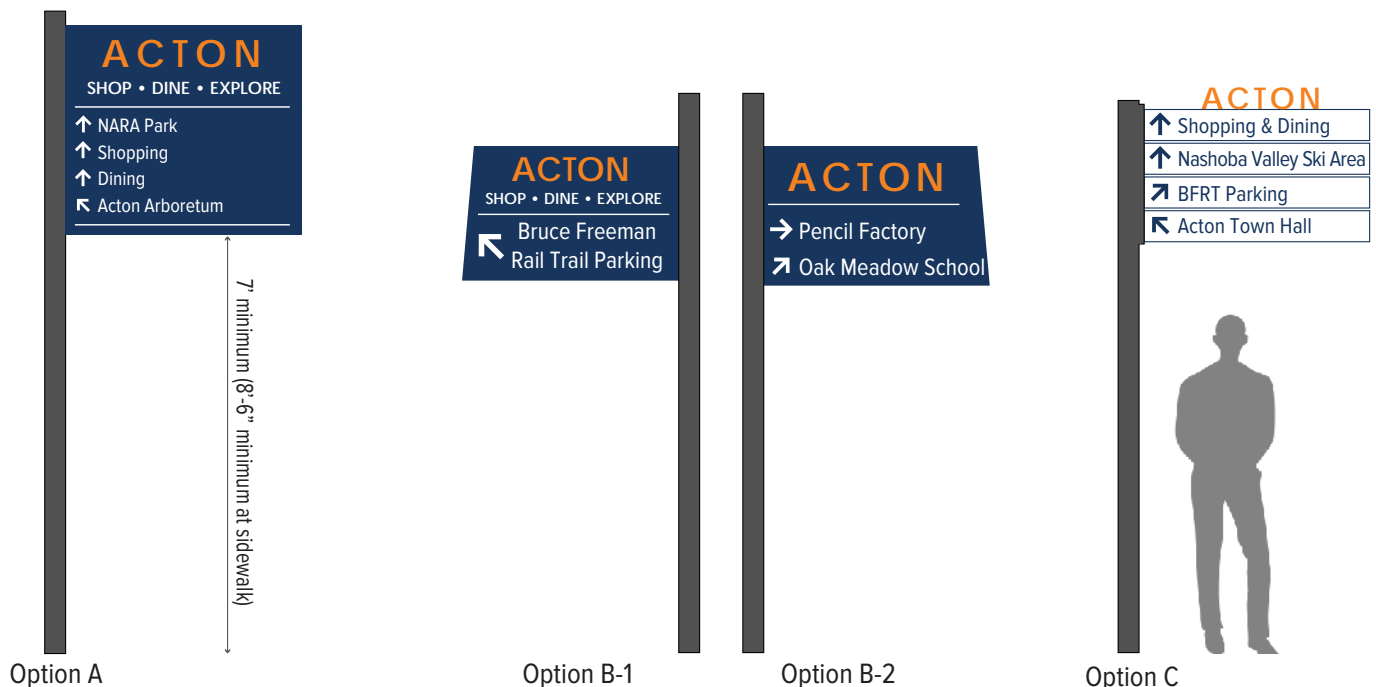 ACTON
SHOP • DINE • EXPLORE
↑ NARA Park
↑ Shopping
↑ Dining
↖ Acton Arboretum
7’ minimum (8’-6” minimum at sidewalk)
Option A
ACTON
SHOP • DINE • EXPLORE
↖ Bruce Freeman
Rail Trail Parking
Option B-1
ACTON
→ Pencil Factory
↗ Oak Meadow School
Option B-2
ACTON
↑ Shopping & Dining
↑ Nashoba Valley Ski Area
↗ BFRT Parking
↖ Acton Town Hall
Option C